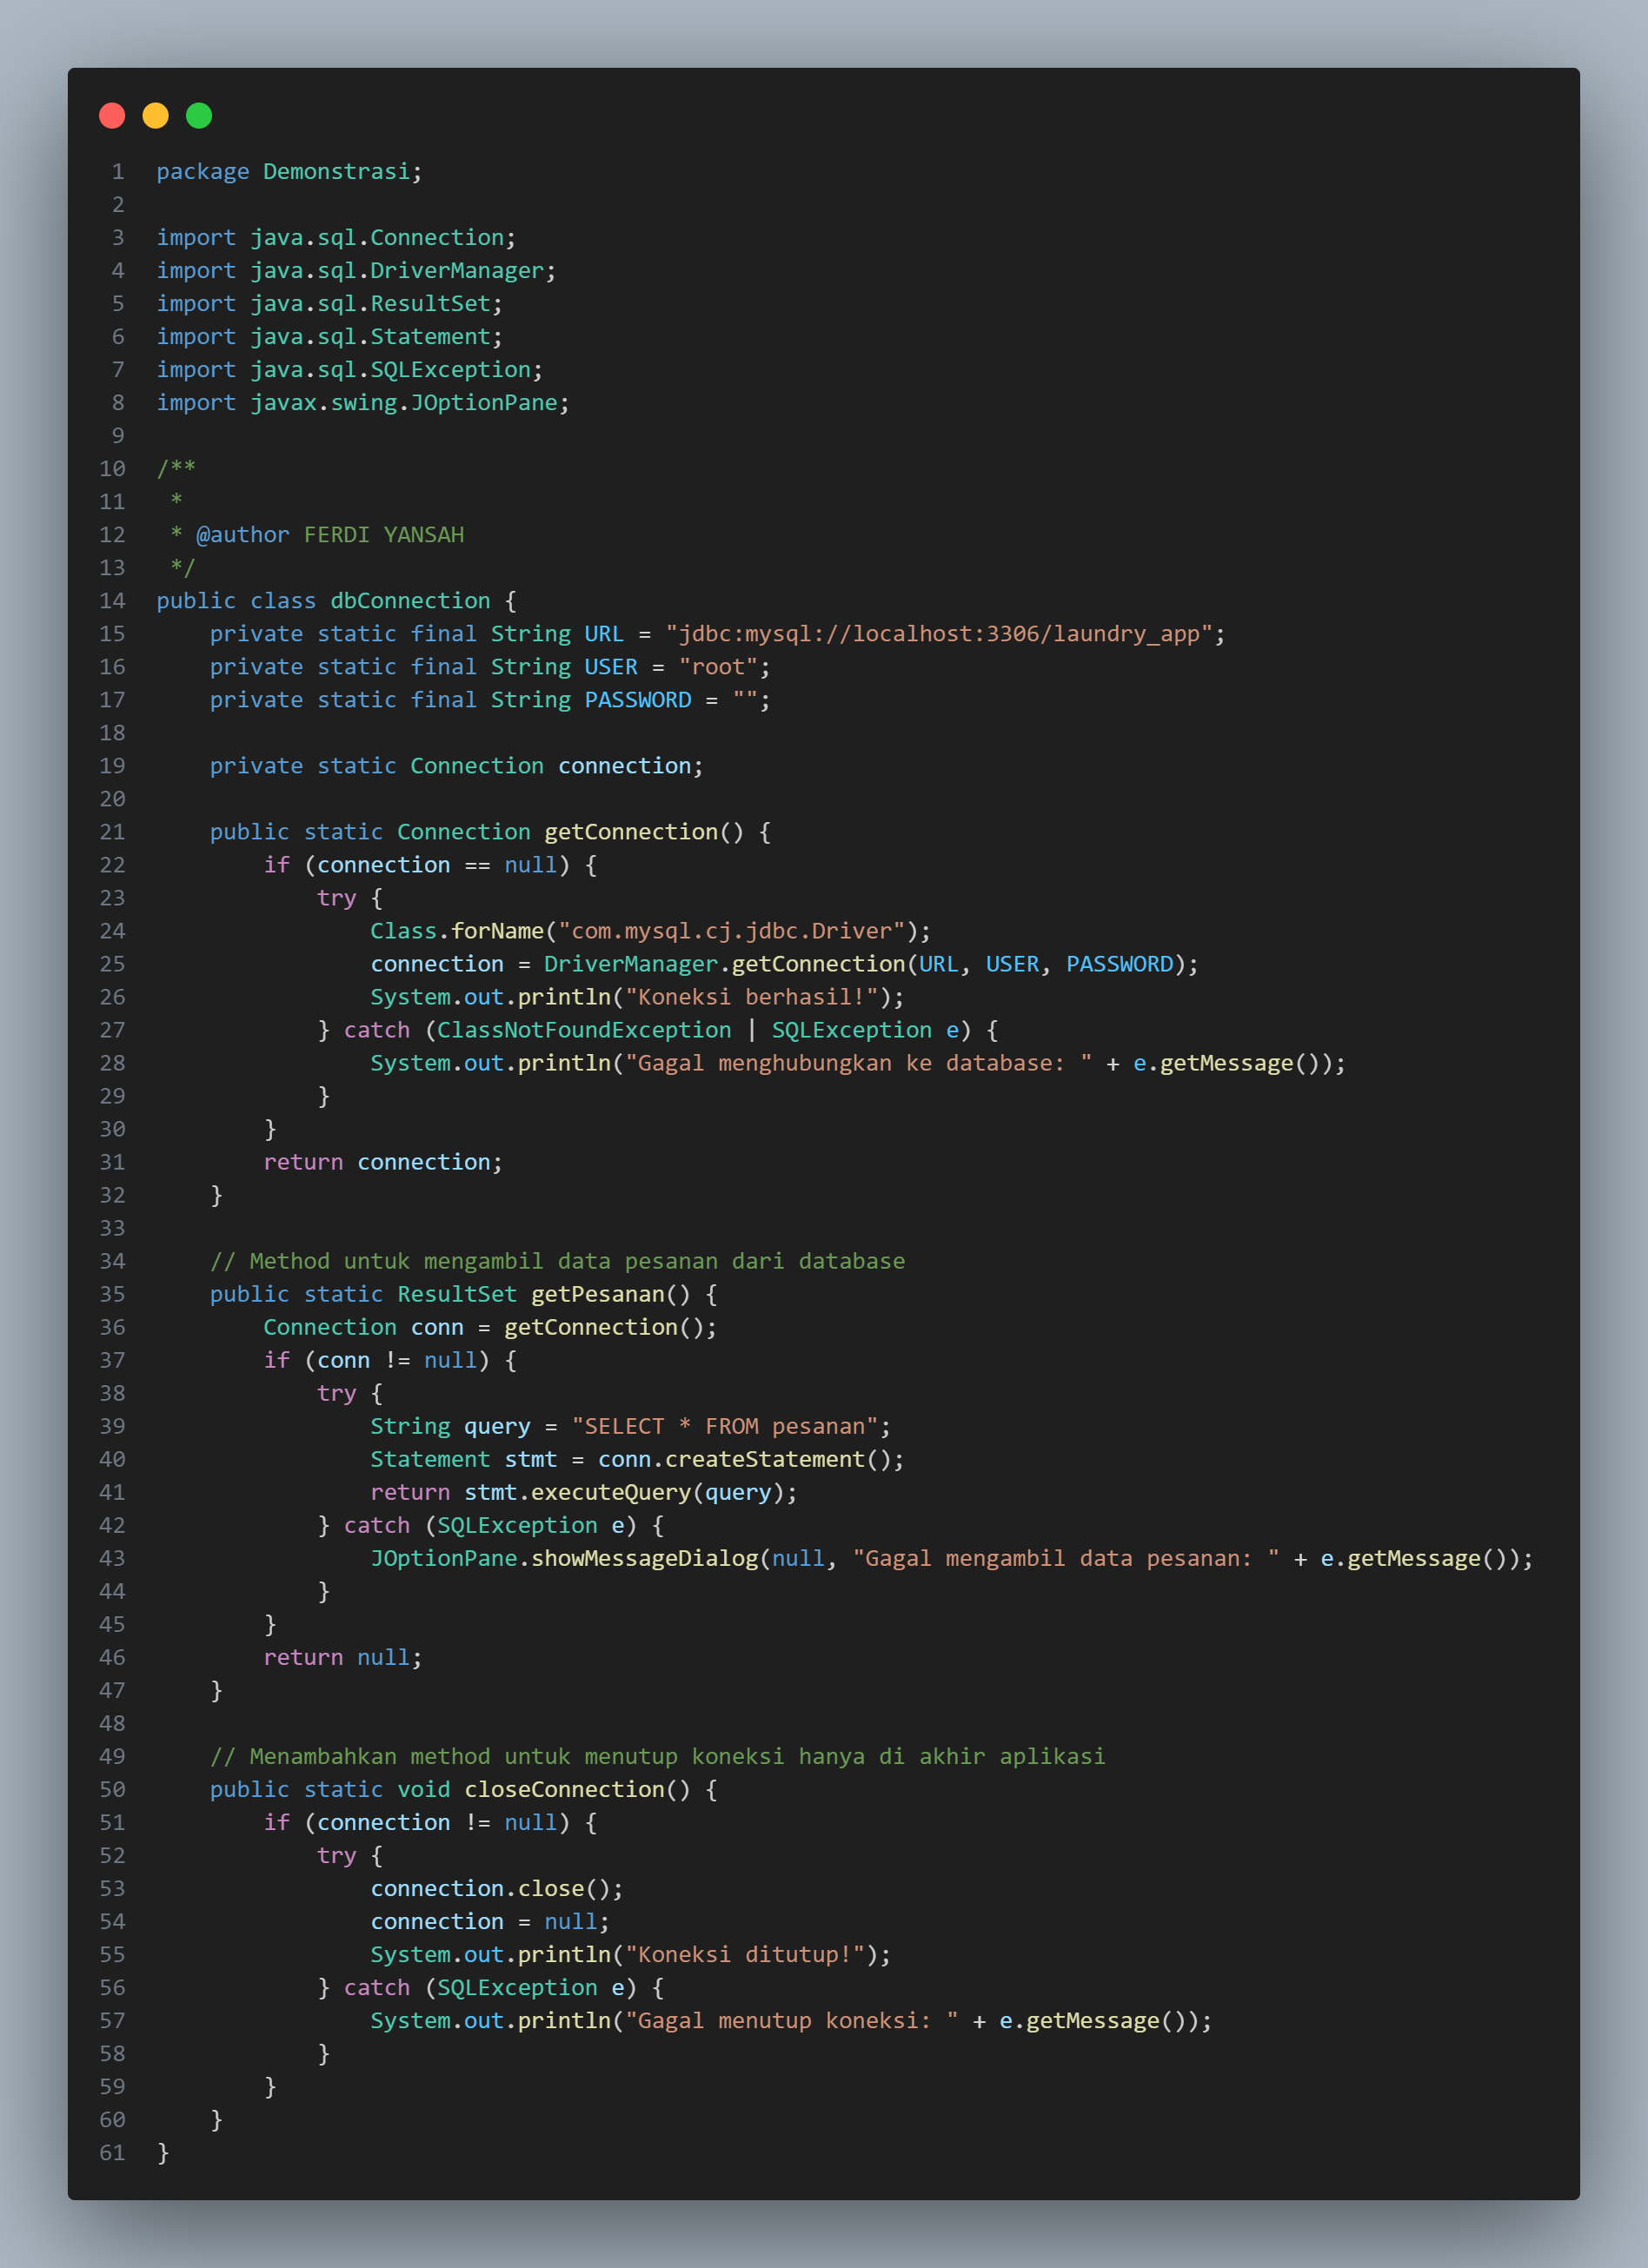 1 package Demonstrasi;
2
3 import java.sql.Connection;
4 import java.sql.DriverManager;
5 import java.sql.ResultSet;
6 import java.sql.Statement;
7 import java.sql.SQLException;
8 import javax.swing.JOptionPane;
9
10 /**
11  *
12  * @author FERDI YANSAH
13  */
14 public class dbConnection {
15     private static final String URL = "jdbc:mysql://localhost:3306/laundry_app";
16     private static final String USER = "root";
17     private static final String PASSWORD = "";
18
19     private static Connection connection;
20
21     public static Connection getConnection() {
22         if (connection == null) {
23             try {
24                 Class.forName("com.mysql.cj.jdbc.Driver");
25                 connection = DriverManager.getConnection(URL, USER, PASSWORD);
26                 System.out.println("Koneksi berhasil!");
27             } catch (ClassNotFoundException | SQLException e) {
28                 System.out.println("Gagal menghubungkan ke database: " + e.getMessage());
29             }
30         }
31         return connection;
32     }
33
34     // Method untuk mengambil data pesanan dari database
35     public static ResultSet getPesanan() {
36         Connection conn = getConnection();
37         if (conn != null) {
38             try {
39                 String query = "SELECT * FROM pesanan";
40                 Statement stmt = conn.createStatement();
41                 return stmt.executeQuery(query);
42             } catch (SQLException e) {
43                 JOptionPane.showMessageDialog(null, "Gagal mengambil data pesanan: " + e.getMessage());
44             }
45         }
46         return null;
47     }
48
49     // Menambahkan method untuk menutup koneksi hanya di akhir aplikasi
50     public static void closeConnection() {
51         if (connection != null) {
52             try {
53                 connection.close();
54                 connection = null;
55                 System.out.println("Koneksi ditutup!");
56             } catch (SQLException e) {
57                 System.out.println("Gagal menutup koneksi: " + e.getMessage());
58             }
59         }
60     }
61 }